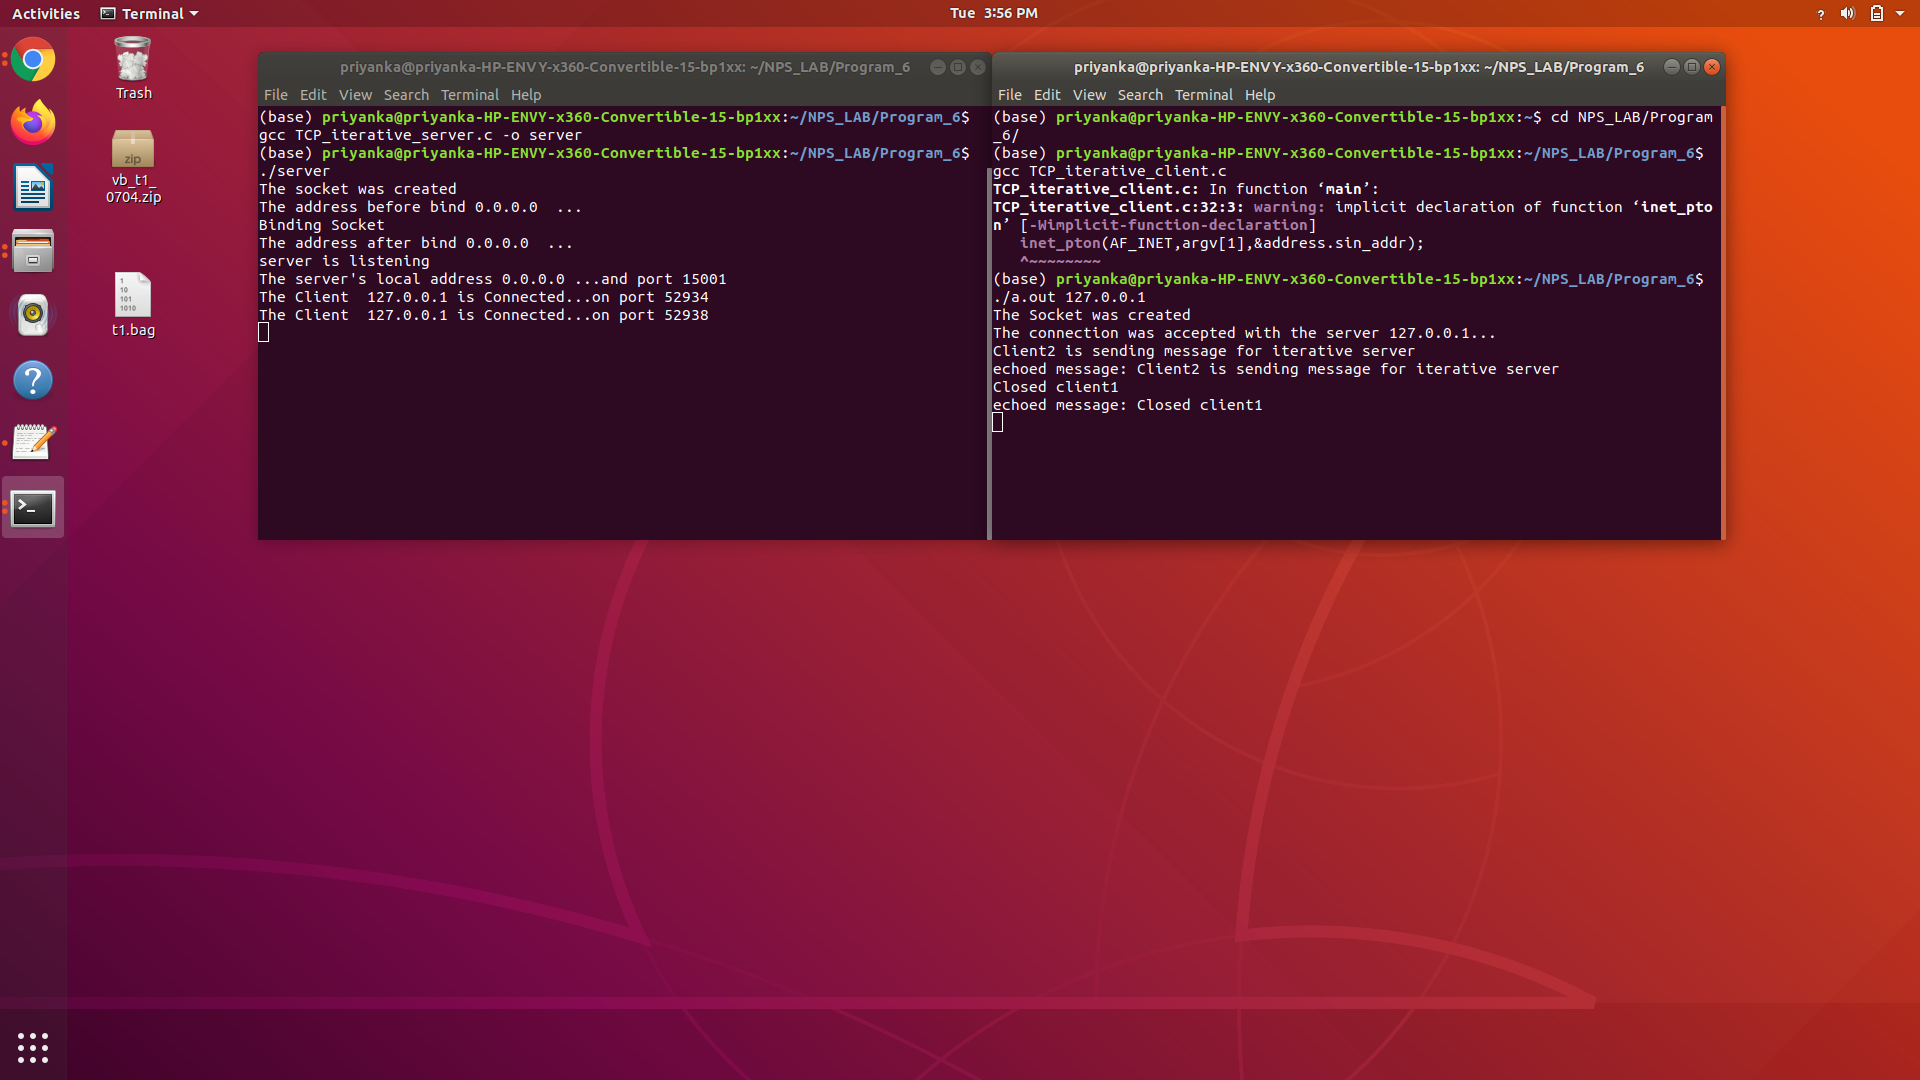 Activities
Terminal
Tue 3:56 PM
?
Trash
zip
vb_t1_
0704.zip
1
10
101
1010
t1.bag
priyanka@priyanka-HP-ENVY-x360-Convertible-15-bp1xx: ~/NPS_LAB/Program_6
File Edit View Search Terminal Help
(base) priyanka@priyanka-HP-ENVY-x360-Convertible-15-bp1xx:~/NPS_LAB/Program_6$
gcc TCP_iterative_server.c -o server
(base) priyanka@priyanka-HP-ENVY-x360-Convertible-15-bp1xx:~/NPS_LAB/Program_6$
./server
The socket was created
The address before bind 0.0.0.0  ...
Binding Socket
The address after bind 0.0.0.0  ...
server is listening
The server's local address 0.0.0.0 ...and port 15001
The Client  127.0.0.1 is Connected...on port 52934
The Client  127.0.0.1 is Connected...on port 52938
priyanka@priyanka-HP-ENVY-x360-Convertible-15-bp1xx: ~/NPS_LAB/Program_6
File Edit View Search Terminal Help
(base) priyanka@priyanka-HP-ENVY-x360-Convertible-15-bp1xx:~$ cd NPS_LAB/Program
_6/
(base) priyanka@priyanka-HP-ENVY-x360-Convertible-15-bp1xx:~/NPS_LAB/Program_6$
gcc TCP_iterative_client.c
TCP_iterative_client.c: In function ‘main’:
TCP_iterative_client.c:32:3: warning: implicit declaration of function ‘inet_pto
n’ [-Wimplicit-function-declaration]
   inet_pton(AF_INET,argv[1],&address.sin_addr);
   ^~~~~~~~~
(base) priyanka@priyanka-HP-ENVY-x360-Convertible-15-bp1xx:~/NPS_LAB/Program_6$
./a.out 127.0.0.1
The Socket was created
The connection was accepted with the server 127.0.0.1...
Client2 is sending message for iterative server
echoed message: Client2 is sending message for iterative server
Closed client1
echoed message: Closed client1